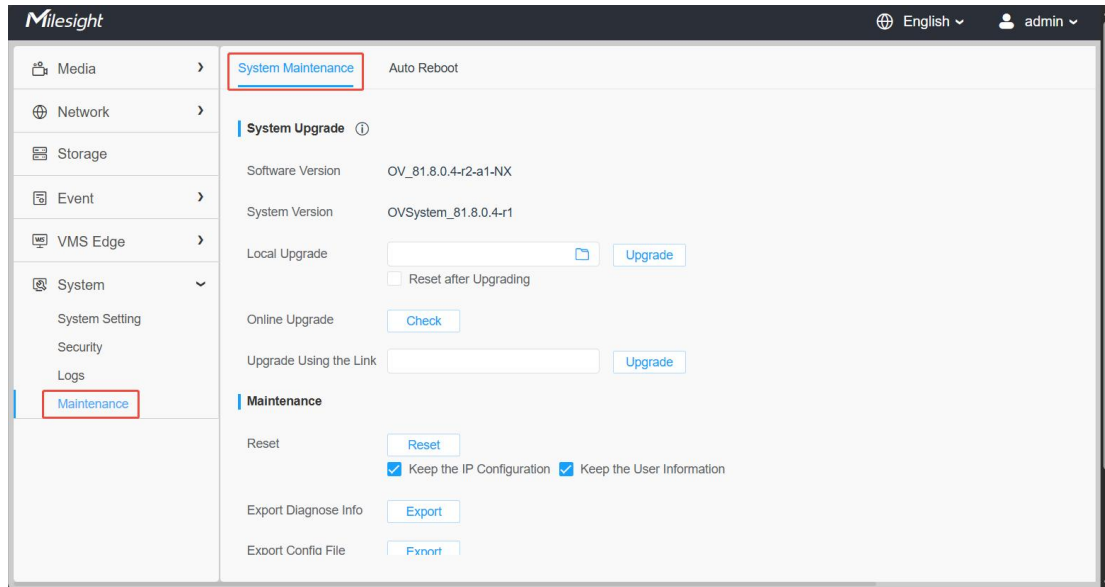 Milesight
English
admin
Media
Network
Storage
Event
VMS Edge
System
System Setting
Security
Logs
Maintenance
System Maintenance
Auto Reboot
System Upgrade
Software Version
OV_81.8.0.4-r2-a1-NX
System Version
OVSystem_81.8.0.4-r1
Local Upgrade
Upgrade
Reset after Upgrading
Online Upgrade
Check
Upgrade Using the Link
Upgrade
Maintenance
Reset
Reset
Keep the IP Configuration
Keep the User Information
Export Diagnose Info
Export
Export Config File
Export